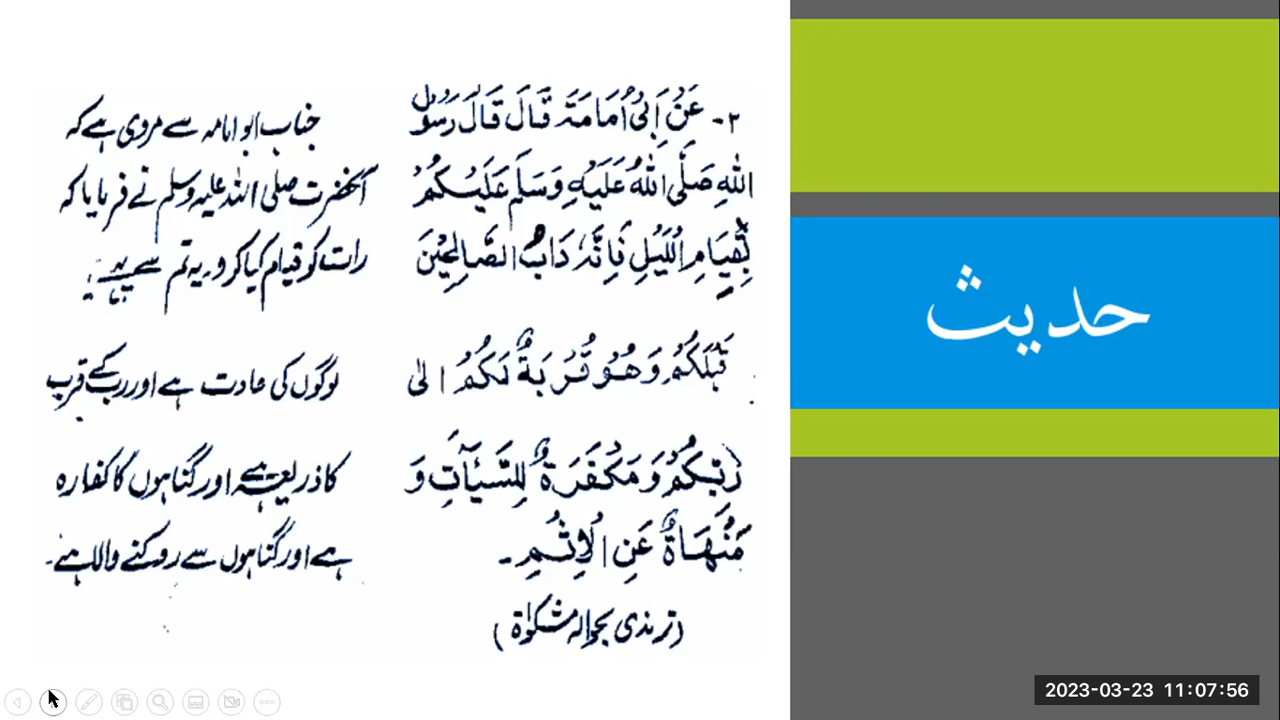 ۲- عَنْ اَبِیْ اُمَامَۃَ قَالَ قَالَ رَسُوْلُ
اللّٰہِ صَلَّی اللّٰہُ عَلَیْہِ وَسَلَّمَ عَلَیْکُمْ
بِقِیَامِ اللَّیْلِ فَاِنَّہٗ دَابُ الصَّالِحِیْنَ
قَبْلَکُمْ وَھُوَ قُرْبَۃٌ لَکُمْ اِلٰی
رَبِّکُمْ وَمَکْفَرَۃٌ لِلسَّیِّاٰتِ وَ
مَنْھَاۃٌ عَنِ الْاِثْمِ ۔
(ترمذی بحوالہ مشکوٰۃ)
جناب ابو امامہ سے مروی ہے کہ
آنحضرت صلی اللہ علیہ وسلم نے فرمایا کہ
رات کو قیام کیا کرو۔ یہ تم سے پہلے
لوگوں کی عادت ہے اور رب کے قرب
کا ذریعہ ہے اور گناہوں کا کفارہ
ہے اور گناہوں سے روکنے والا ہے۔
حدیث
2023-03-23 11:07:56